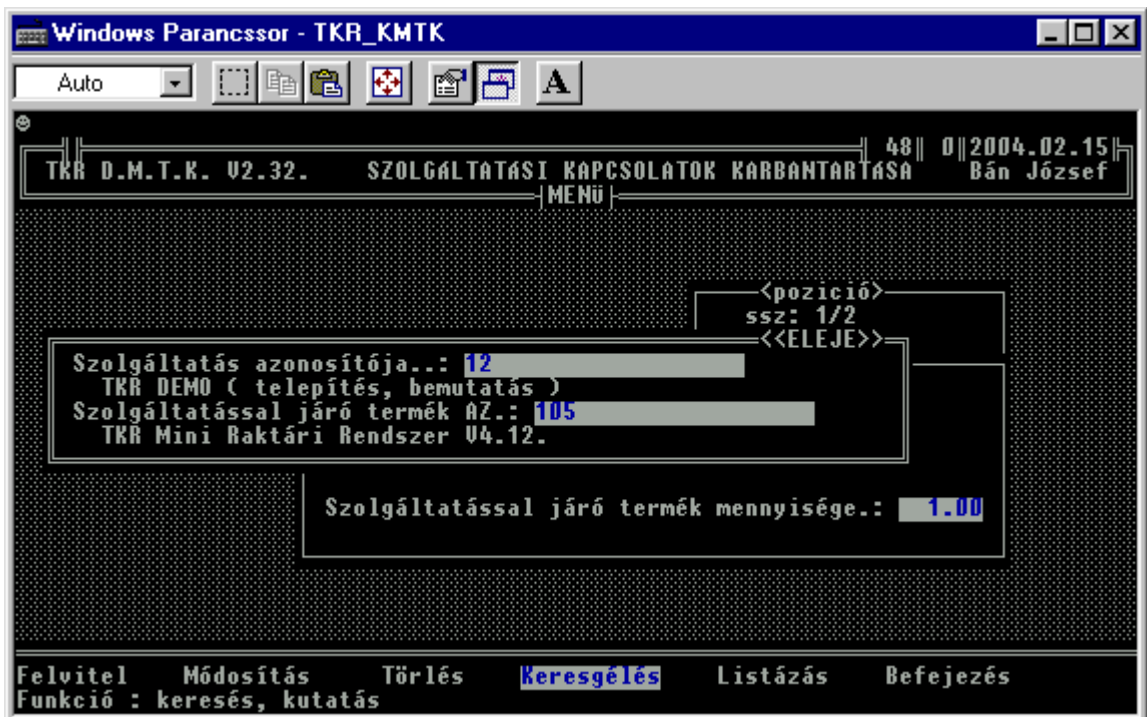 Windows Parancssor - TKR_KMTK
Auto
A
48 0 2004.02.15
TKR D.M.T.K. V2.32. SZOLGáLTATáSI KAPCSOLATOK KARBANTARTáSA Bán József
MENü
<pozició>
ssz: 1/2
<<ELEJE>>
Szolgáltatás azonosítója..: 12
TKR DEMO ( telepítés, bemutatás )
Szolgáltatással járó termék AZ.: 105
TKR Mini Raktári Rendszer V4.12.
Szolgáltatással járó termék mennyisége.: 1.00
Felvitel Módosítás Törlés Keresgélés Listázás Befejezés
Funkció : keresés, kutatás